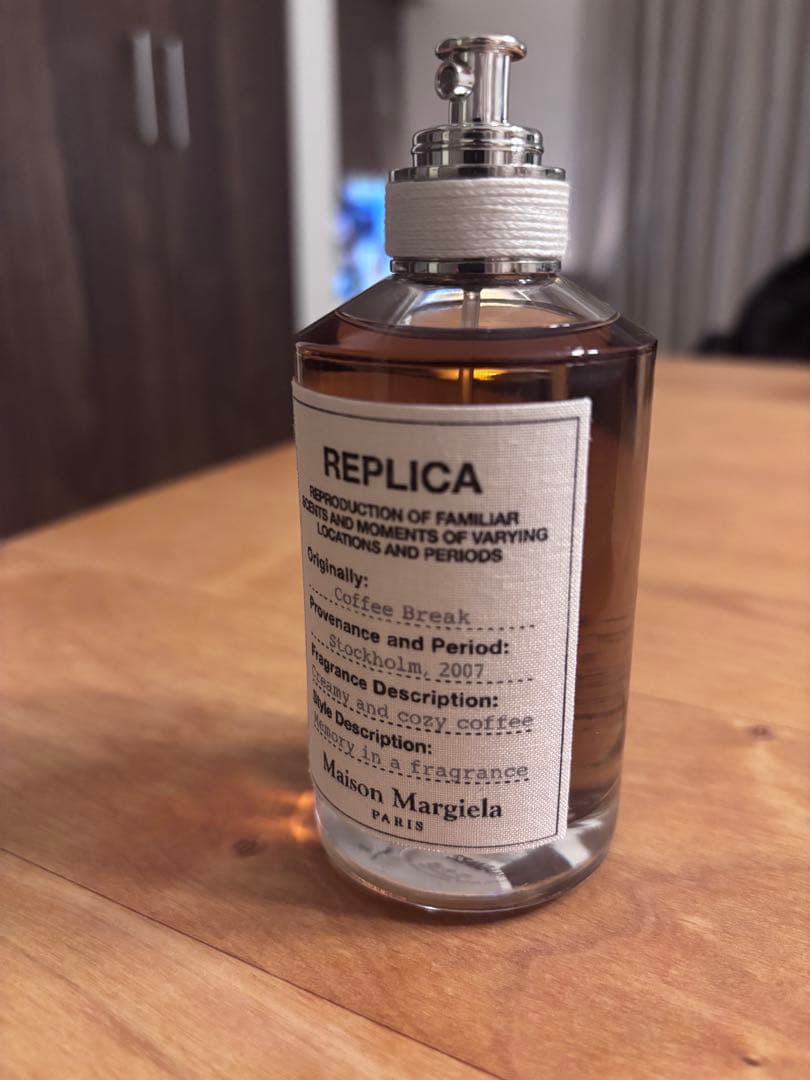 REPLICA
REPRODUCTION OF FAMILIAR
SCENTS AND MOMENTS OF VARYING
LOCATIONS AND PERIODS
Originally:
Coffee Break
Provenance and Period:
Stockholm, 2007
Fragrance Description:
Creamy and cozy coffee
Style Description:
Memory in a fragrance
Maison Margiela
PARIS